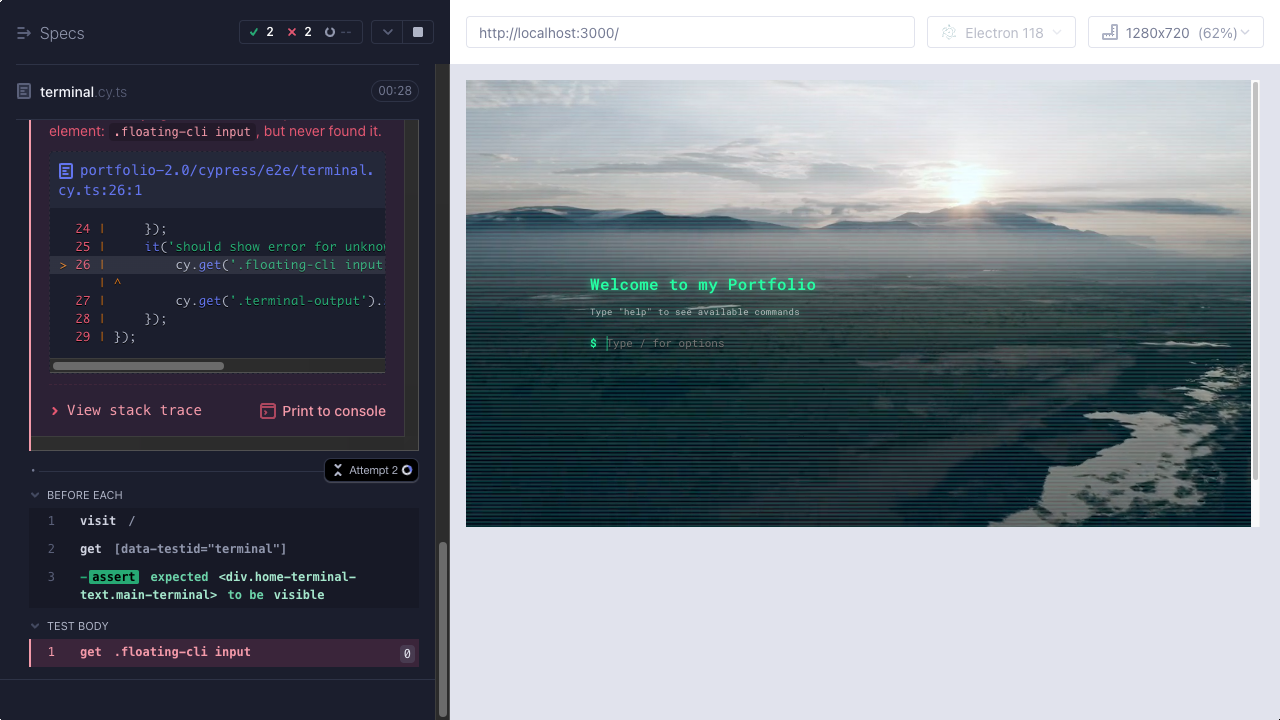 Specs
2
2
--
terminal.cy.ts
00:28
element: .floating-cli input, but never found it.
portfolio-2.0/cypress/e2e/terminal.
cy.ts:26:1
24 | });
25 | it('should show error for unkno
> 26 | cy.get('.floating-cli input
| ^
27 | cy.get('.terminal-output').
28 | });
29 | });
View stack trace
Print to console
Attempt 2
BEFORE EACH
1 visit /
2 get [data-testid="terminal"]
3 -assert expected <div.home-terminal-
text.main-terminal> to be visible
TEST BODY
1 get .floating-cli input 0
http://localhost:3000/
Electron 118
1280x720 (62%)
Welcome to my Portfolio
Type "help" to see available commands
$ Type / for options